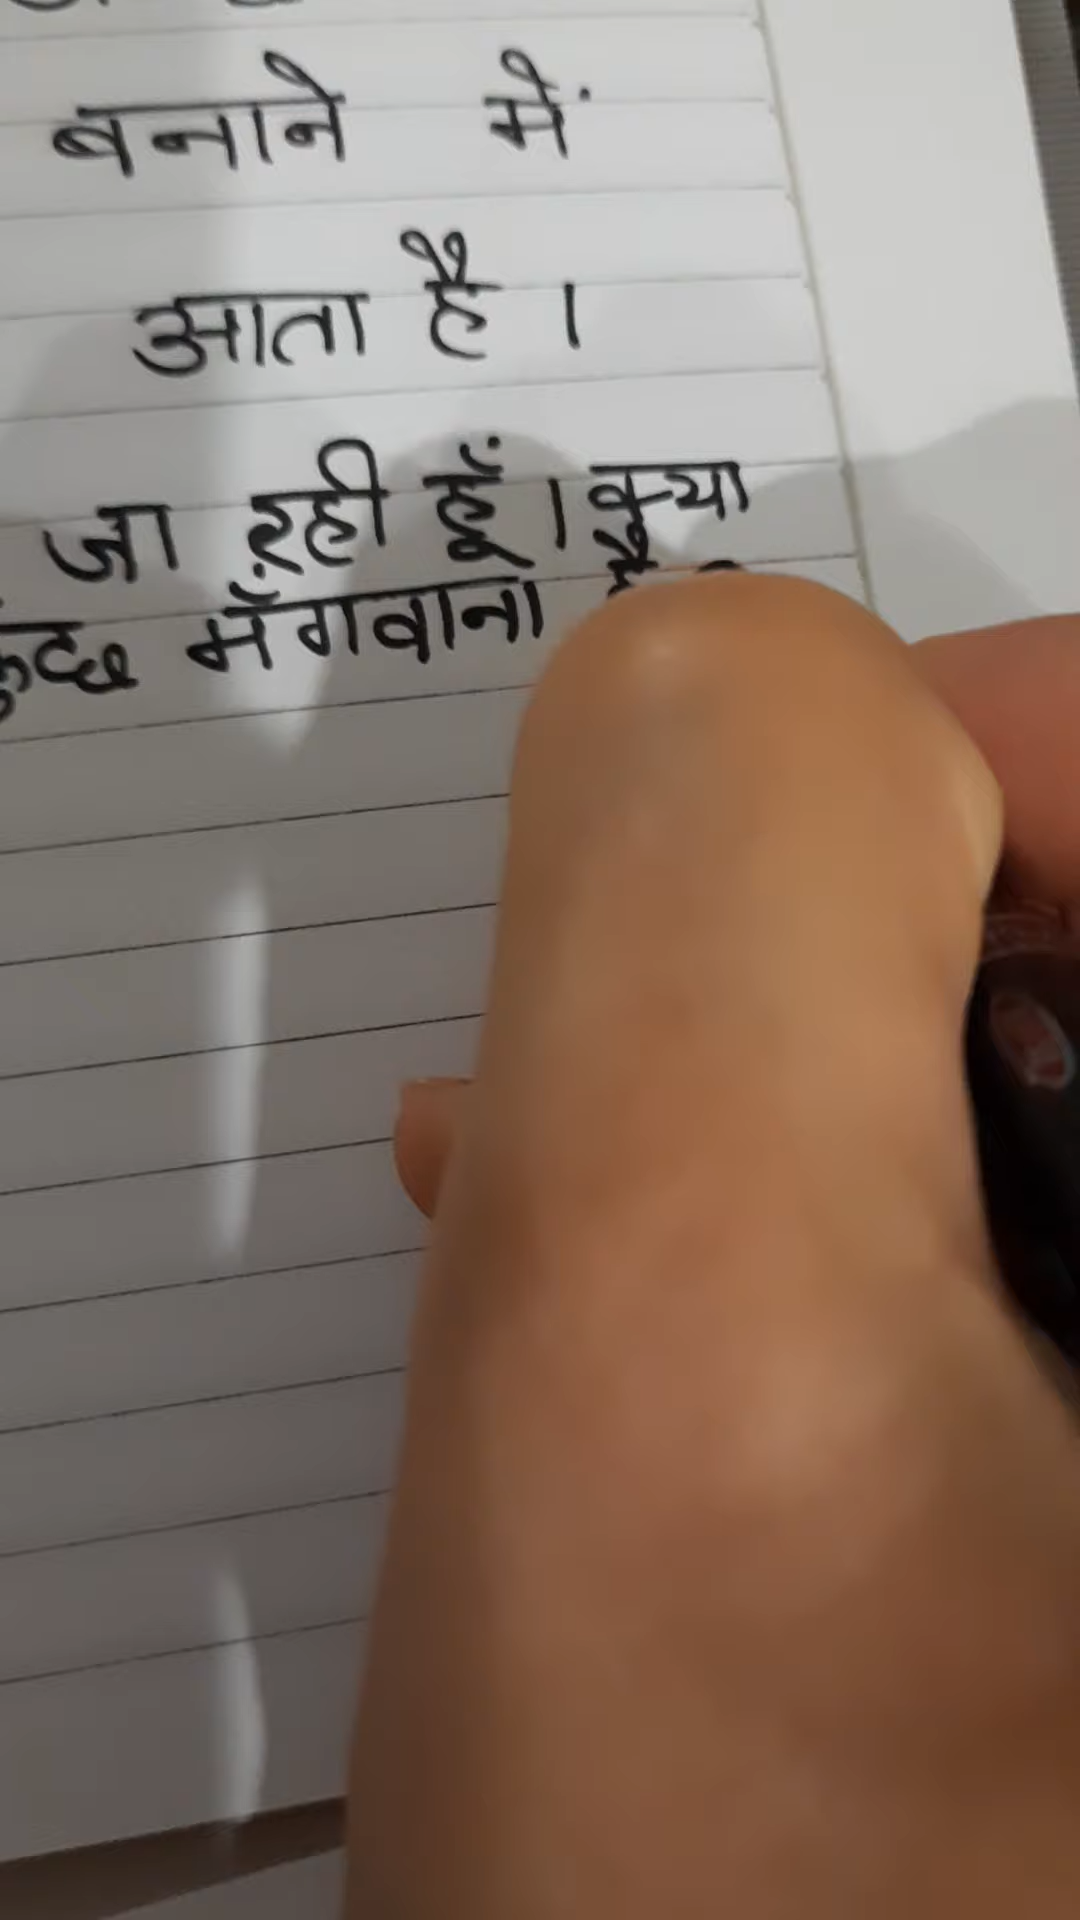 बनाने में
आता है।
जा रही हूँ। क्या
कुछ मँगवाना है